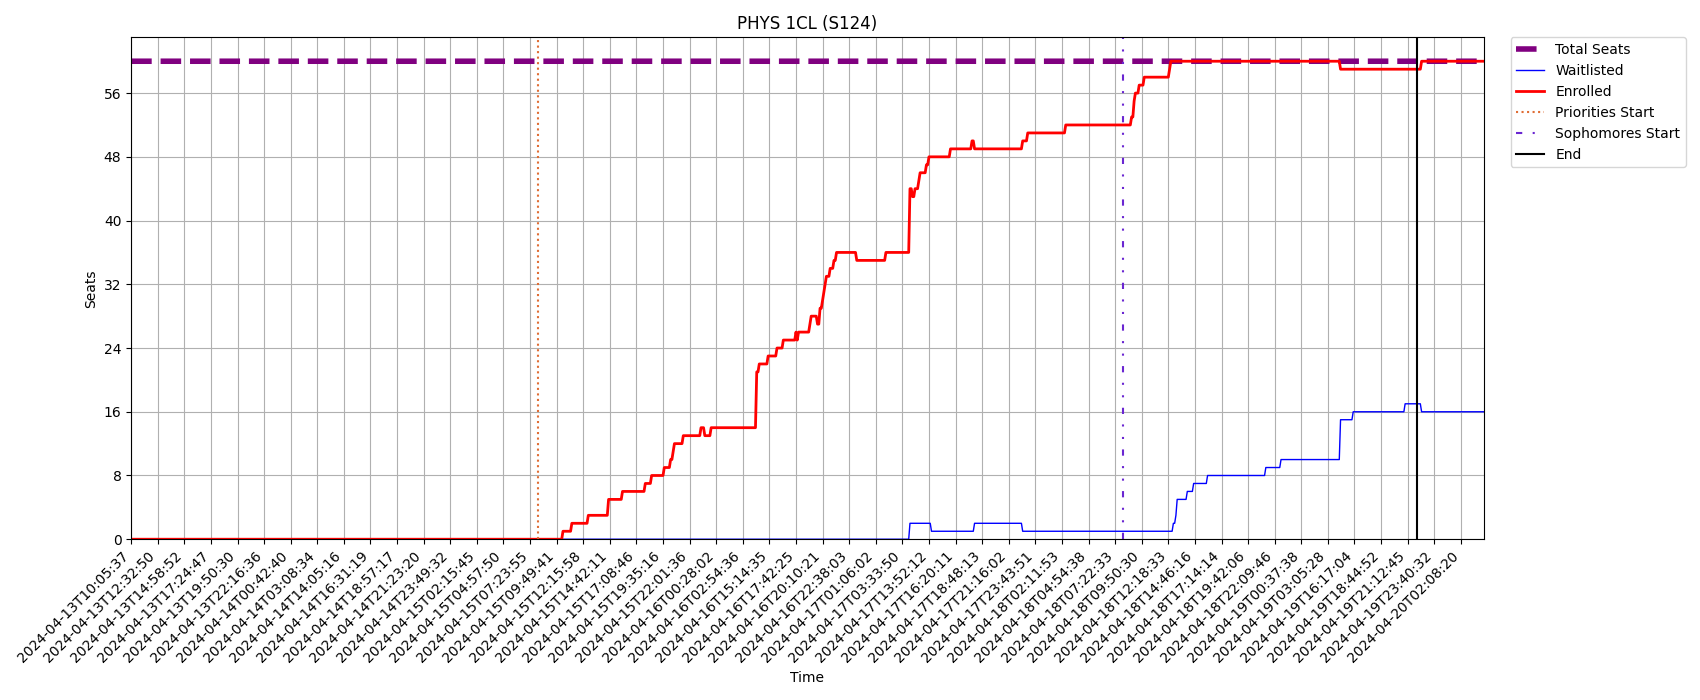 PHYS 1CL (S124)
Total Seats
Waitlisted
Enrolled
Priorities Start
Sophomores Start
End
Seats
56
48
40
32
24
16
8
0
2024-04-13T10:05:37
2024-04-13T12:32:50
2024-04-13T14:58:52
2024-04-13T17:24:47
2024-04-13T19:50:30
2024-04-13T22:16:36
2024-04-14T00:42:40
2024-04-14T03:08:34
2024-04-14T14:05:16
2024-04-14T16:31:19
2024-04-14T18:57:17
2024-04-14T21:23:20
2024-04-14T23:49:32
2024-04-15T02:15:45
2024-04-15T04:57:50
2024-04-15T07:23:55
2024-04-15T09:49:41
2024-04-15T12:15:58
2024-04-15T14:42:11
2024-04-15T17:08:46
2024-04-15T19:35:16
2024-04-15T22:01:36
2024-04-16T00:28:02
2024-04-16T02:54:36
2024-04-16T15:14:35
2024-04-16T17:42:25
2024-04-16T20:10:21
2024-04-16T22:38:03
2024-04-17T01:06:02
2024-04-17T03:33:50
2024-04-17T13:52:12
2024-04-17T16:20:11
2024-04-17T18:48:13
2024-04-17T21:16:02
2024-04-17T23:43:51
2024-04-18T02:11:53
2024-04-18T04:54:38
2024-04-18T07:22:33
2024-04-18T09:50:30
2024-04-18T12:18:33
2024-04-18T14:46:16
2024-04-18T17:14:14
2024-04-18T19:42:06
2024-04-18T22:09:46
2024-04-19T00:37:38
2024-04-19T03:05:28
2024-04-19T16:17:04
2024-04-19T18:44:52
2024-04-19T21:12:45
2024-04-19T23:40:32
2024-04-20T02:08:20
Time